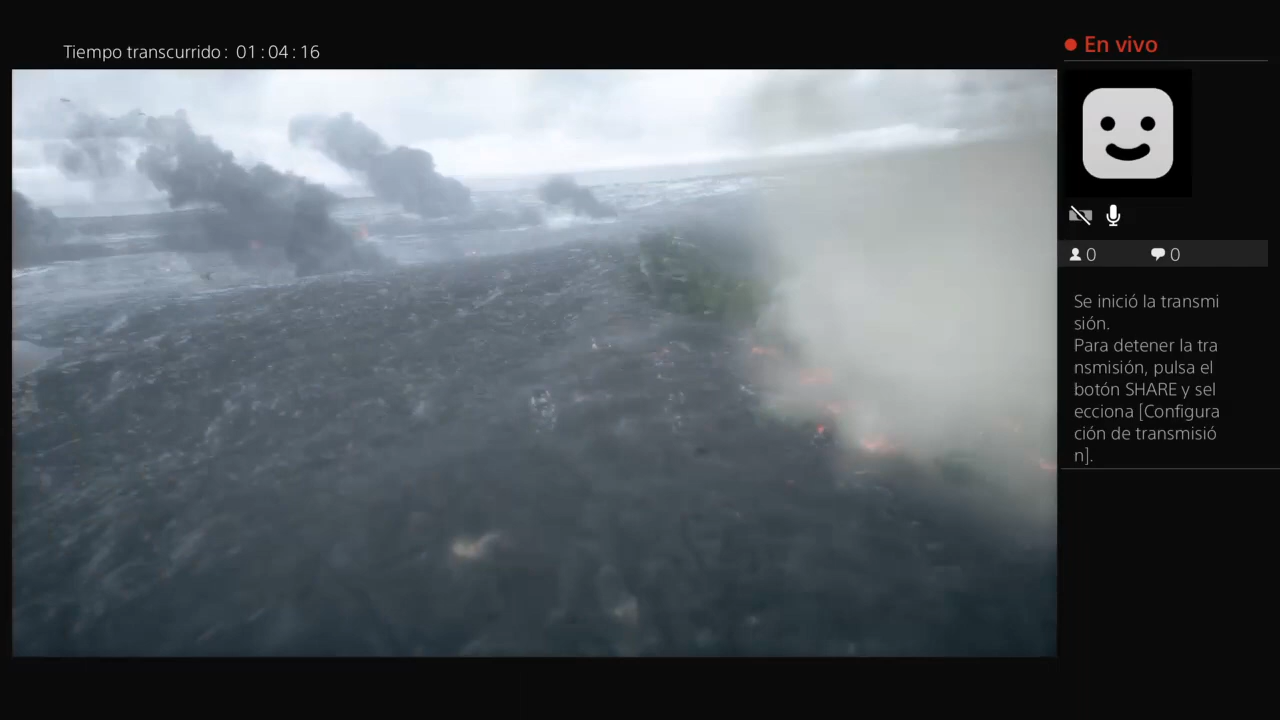 Tiempo transcurrido: 01:04:16
En vivo
0 0
Se inició la transmi
sión.
Para detener la tra
nsmisión, pulsa el
botón SHARE y sel
ecciona [Configura
ción de transmisió
n].